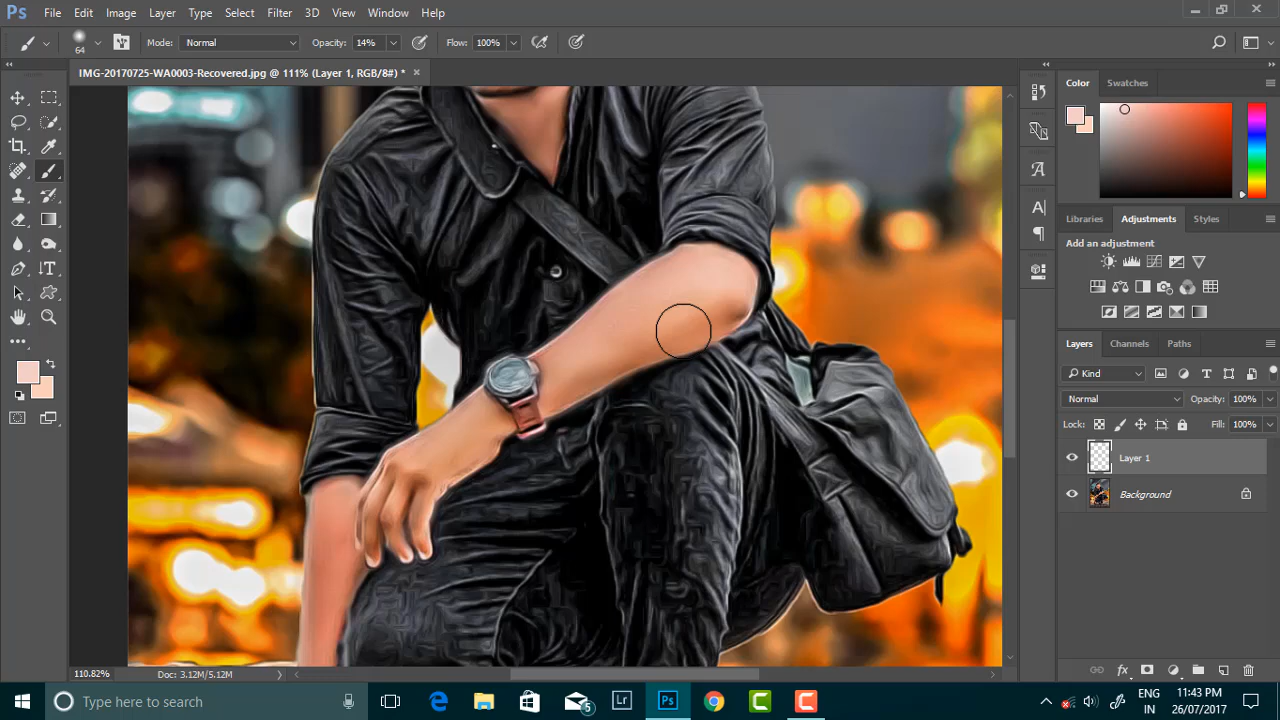 Ps File Edit Image Layer Type Select Filter 3D View Window Help
64 Mode: Normal Opacity: 14% Flow: 100%
IMG-20170725-WA0003-Recovered.jpg @ 111% (Layer 1, RGB/8#) * ×
Color Swatches
Libraries Adjustments Styles
Add an adjustment
Layers Channels Paths
Kind
Normal Opacity: 100%
Lock: Fill: 100%
Layer 1
Background
110.82% Doc: 3.12M/5.12M
Type here to search
5
Lr
Ps
ENG
IN
11:43 PM
26/07/2017